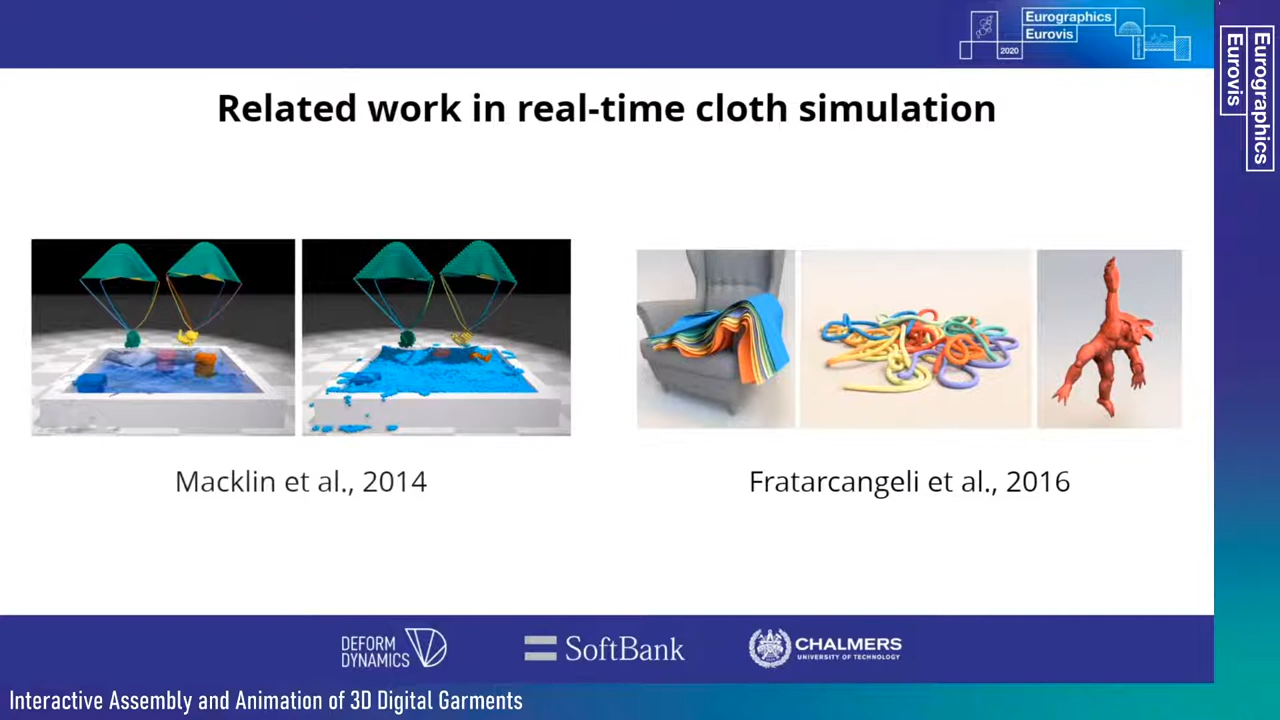 Eurographics
Eurovis
2020
Eurographics
Eurovis
Related work in real-time cloth simulation
Macklin et al., 2014
Fratarcangeli et al., 2016
DEFORM
DYNAMICS
SoftBank
CHALMERS
UNIVERSITY OF TECHNOLOGY
Interactive Assembly and Animation of 3D Digital Garments